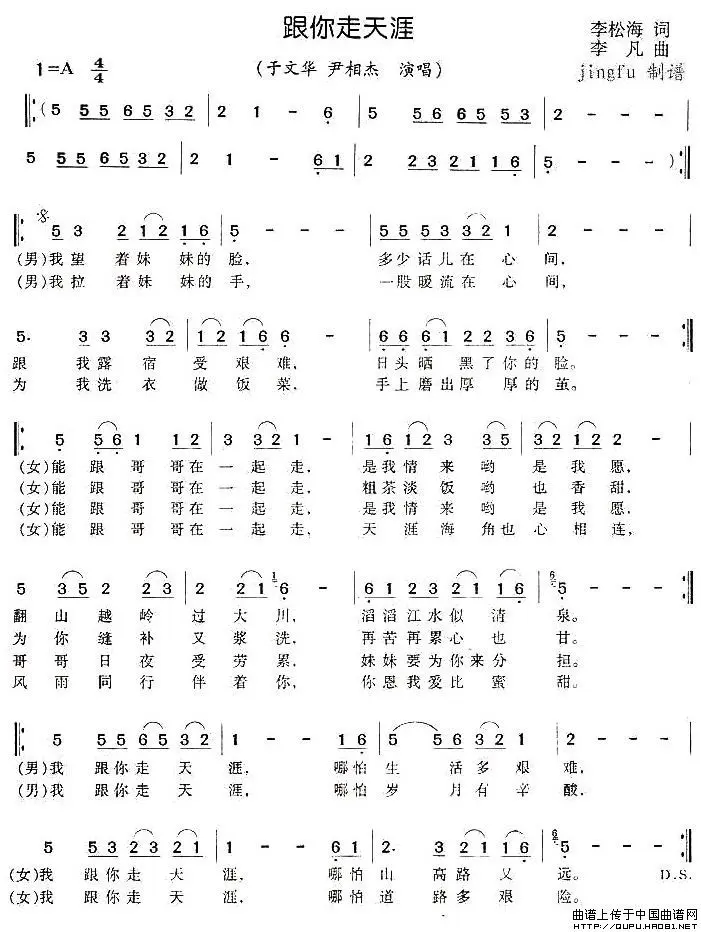 跟你走天涯
李松海 词
李 凡 曲
1=A 4/4
(于文华 尹相杰 演唱)
jingfu 制谱
( 5 5 5 6 5 3 2 | 2 1 - 6 | 5 5 6 6 5 5 3 | 2 - - - |
5 5 5 6 5 3 2 | 2 1 - 6 1 | 2 2 3 2 1 1 6 | 5 - - - )
5 3 2 1 2 1 6 | 5 - - - | 5 5 5 3 3 2 1 | 2 - - - |
(男)我 望 着 妹 妹 的 脸, 多 少 话 儿 在 心 间,
(男)我 拉 着 妹 妹 的 手, 一 股 暖 流 在 心 间,
5. 3 3 3 2 | 1 2 1 2 6 - | 6 6 6 1 2 2 3 6 | 5 - - -
跟 我 露 宿 受 艰 难, 日 头 晒 黑 了 你 的 脸。
为 我 洗 衣 做 饭 菜, 手 上 磨 出 厚 厚 的 茧。
5 5 6 1 1 2 | 3 3 2 1 - | 1 6 1 2 3 3 5 | 3 2 3 - -
(女)能 跟 哥 哥 在 一 起 走, 是 我 情 来 哟 是 我 愿,
(女)能 跟 哥 哥 在 一 起 走, 粗 茶 淡 饭 哟 也 香 甜,
(女)能 跟 哥 哥 在 一 起 走, 是 我 情 来 哟 是 我 愿,
(女)能 跟 哥 哥 在 一 起 走, 天 涯 海 角 也 心 相 连,
5 3 5 2 2 3 | 2 2 1 6 - | 6 1 2 3 2 1 1 6 | 5 - - -
翻 山 越 岭 过 大 川, 滔 滔 江 水 似 清 泉。
为 你 缝 补 又 浆 洗, 再 苦 再 累 心 也 甘。
哥 哥 日 夜 受 劳 累, 妹 妹 要 为 你 来 分 担。
风 雨 同 行 伴 着 你, 你 恩 我 爱 比 蜜 甜。
5 5 5 6 5 3 2 | 1 - - 1 6 | 5 - 5 6 5 3 2 | 2 - - -
(男)我 跟 你 走 天 涯, 哪 怕 生 活 多 艰 难,
(男)我 跟 你 走 天 涯, 哪 怕 岁 月 有 辛 酸,
5 3 3 2 3 2 1 | 1 - - 6 1 | 2. 3 2 1 1 6 | 5 - - -
(女)我 跟 你 走 天 涯, 哪 怕 山 高 路 又 远。 D.S.
(女)我 跟 你 走 天 涯, 哪 怕 道 路 多 艰 险。
曲谱上传于中国曲谱网
http://QUPU.HAO81.NET